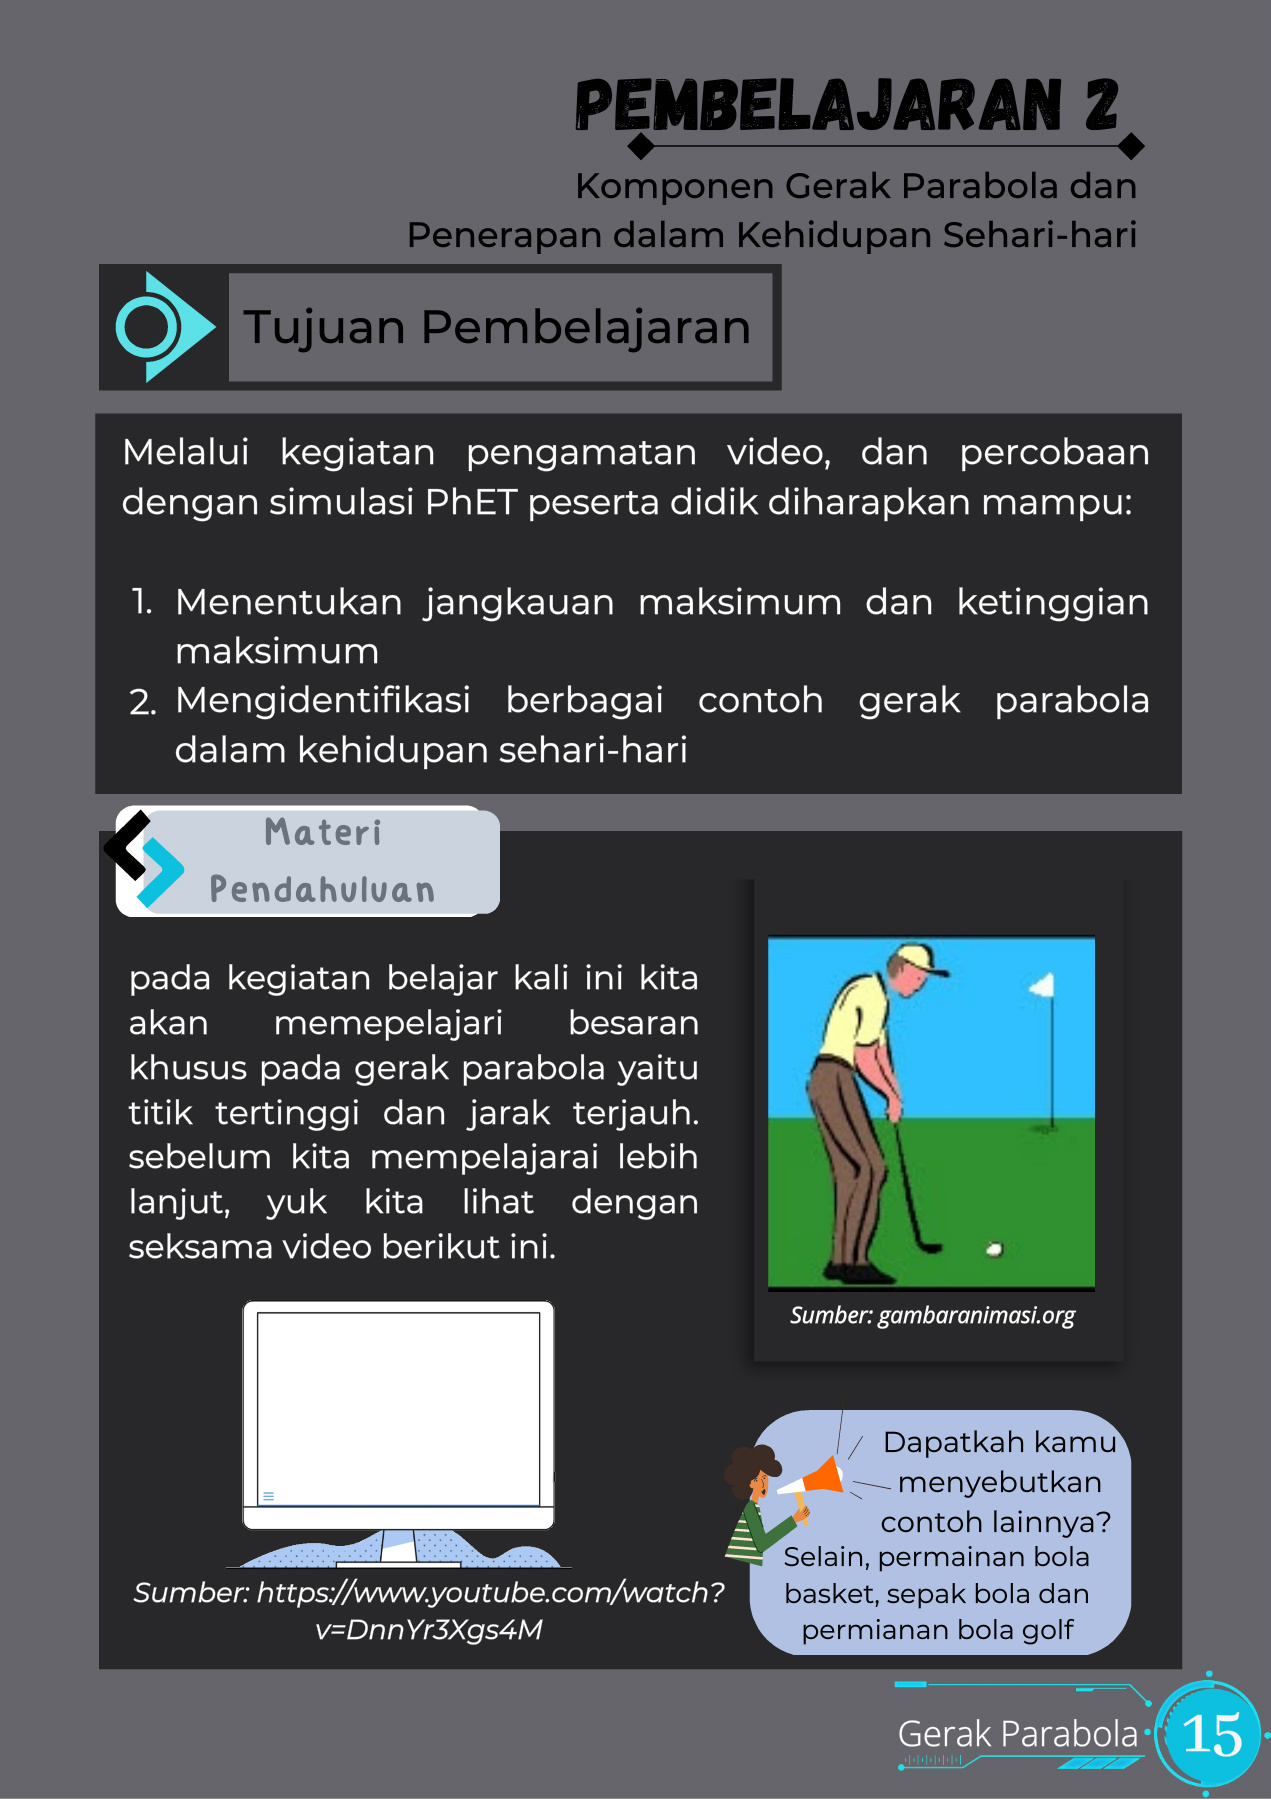 PEMBELAJARAN 2
Komponen Gerak Parabola dan
Penerapan dalam Kehidupan Sehari-hari
Tujuan Pembelajaran
Melalui kegiatan pengamatan video, dan percobaan
dengan simulasi PhET peserta didik diharapkan mampu:
1. Menentukan jangkauan maksimum dan ketinggian
maksimum
2. Mengidentifikasi berbagai contoh gerak parabola
dalam kehidupan sehari-hari
Materi
Pendahuluan
pada kegiatan belajar kali ini kita
akan memepelajari besaran
khusus pada gerak parabola yaitu
titik tertinggi dan jarak terjauh.
sebelum kita mempelajarai lebih
lanjut, yuk kita lihat dengan
seksama video berikut ini.
Sumber: gambaranimasi.org
Sumber: https://www.youtube.com/watch?
v=DnnYr3Xgs4M
Dapatkah kamu
menyebutkan
contoh lainnya?
Selain, permainan bola
basket, sepak bola dan
permianan bola golf
Gerak Parabola
15